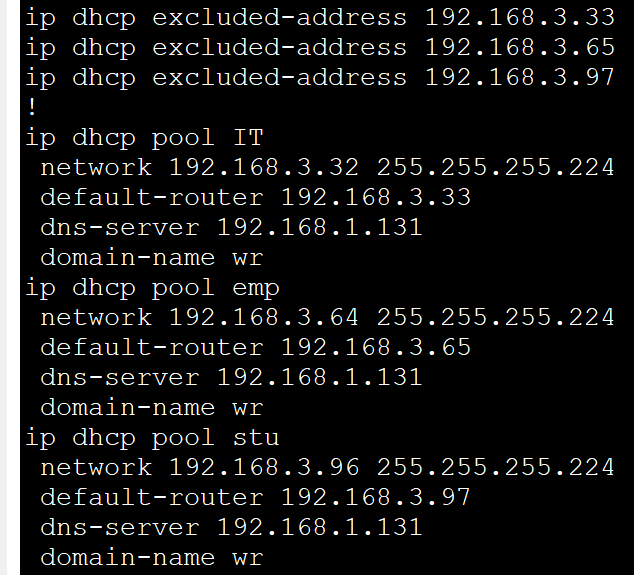 ip dhcp excluded-address 192.168.3.33
ip dhcp excluded-address 192.168.3.65
ip dhcp excluded-address 192.168.3.97
!
ip dhcp pool IT
 network 192.168.3.32 255.255.255.224
 default-router 192.168.3.33
 dns-server 192.168.1.131
 domain-name wr
ip dhcp pool emp
 network 192.168.3.64 255.255.255.224
 default-router 192.168.3.65
 dns-server 192.168.1.131
 domain-name wr
ip dhcp pool stu
 network 192.168.3.96 255.255.255.224
 default-router 192.168.3.97
 dns-server 192.168.1.131
 domain-name wr